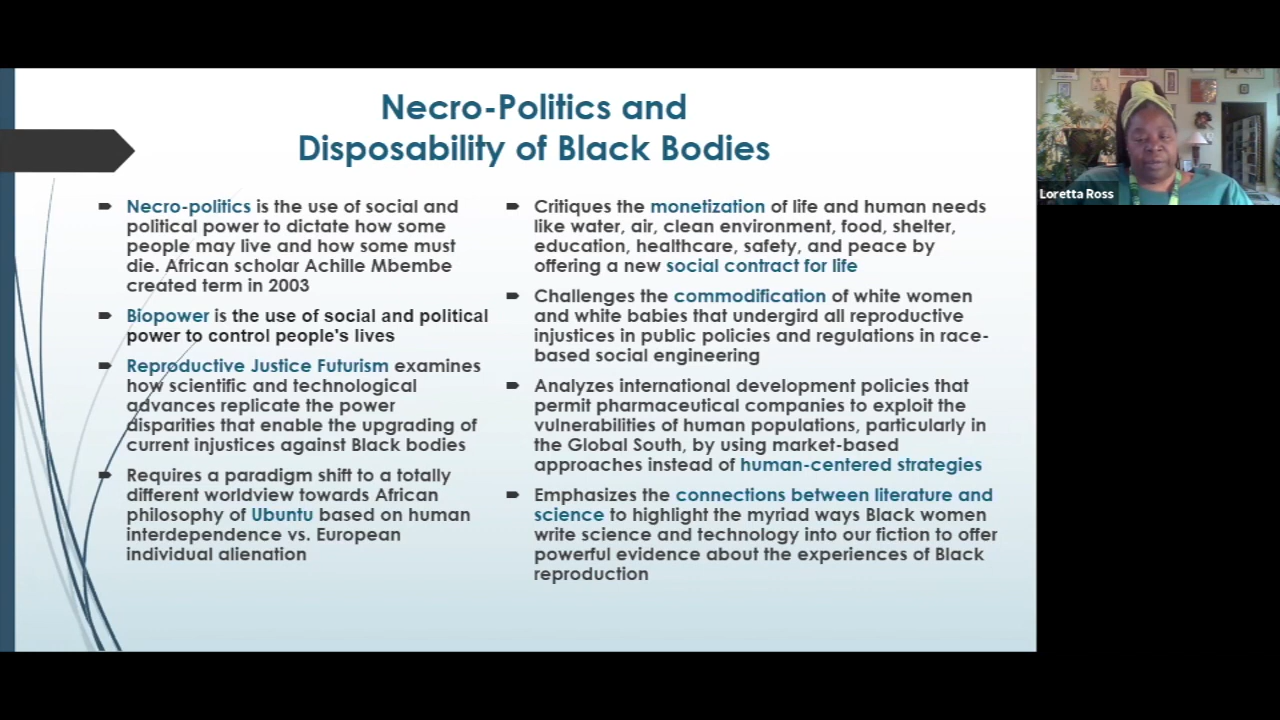 Necro-Politics and
Disposability of Black Bodies
Necro-politics is the use of social and
political power to dictate how some
people may live and how some must
die. African scholar Achille Mbembe
created term in 2003
Biopower is the use of social and political
power to control people's lives
Reproductive Justice Futurism examines
how scientific and technological
advances replicate the power
disparities that enable the upgrading of
current injustices against Black bodies
Requires a paradigm shift to a totally
different worldview towards African
philosophy of Ubuntu based on human
interdependence vs. European
individual alienation
Critiques the monetization of life and human needs
like water, air, clean environment, food, shelter,
education, healthcare, safety, and peace by
offering a new social contract for life
Challenges the commodification of white women
and white babies that undergird all reproductive
injustices in public policies and regulations in race-
based social engineering
Analyzes international development policies that
permit pharmaceutical companies to exploit the
vulnerabilities of human populations, particularly in
the Global South, by using market-based
approaches instead of human-centered strategies
Emphasizes the connections between literature and
science to highlight the myriad ways Black women
write science and technology into our fiction to offer
powerful evidence about the experiences of Black
reproduction
Loretta Ross